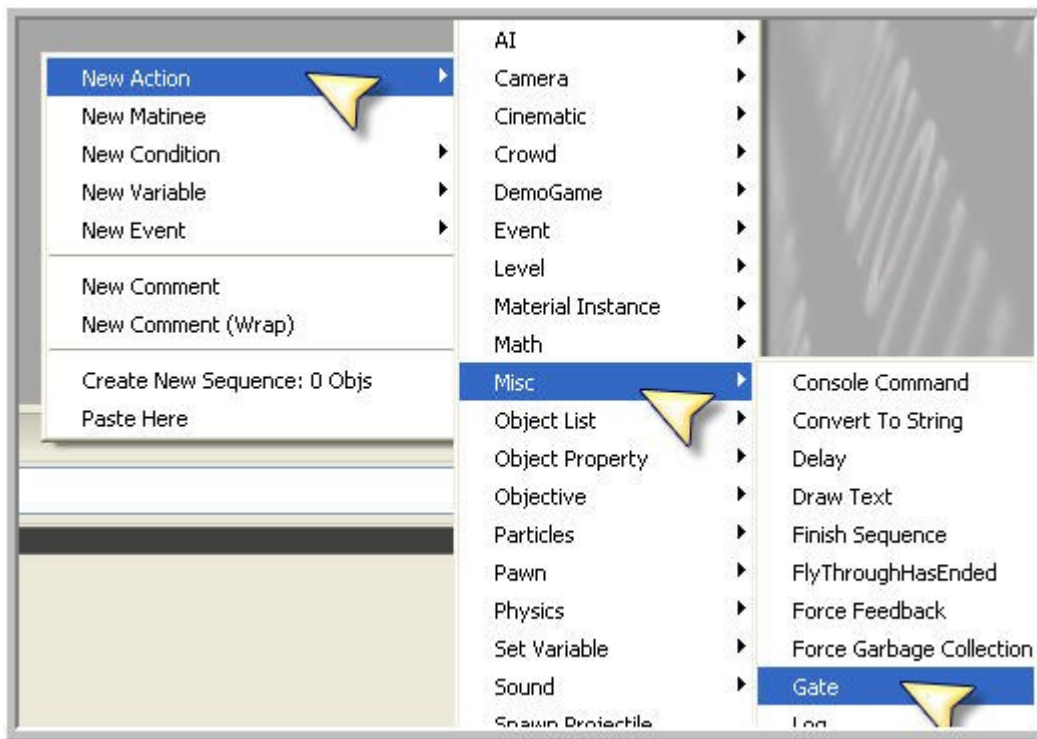 New Action
New Matinee
New Condition
New Variable
New Event
New Comment
New Comment (Wrap)
Create New Sequence: 0 Objs
Paste Here
AI
Camera
Cinematic
Crowd
DemoGame
Event
Level
Material Instance
Math
Misc
Object List
Object Property
Objective
Particles
Pawn
Physics
Set Variable
Sound
Spawn Projectile
Console Command
Convert To String
Delay
Draw Text
Finish Sequence
FlyThroughHasEnded
Force Feedback
Force Garbage Collection
Gate
Log